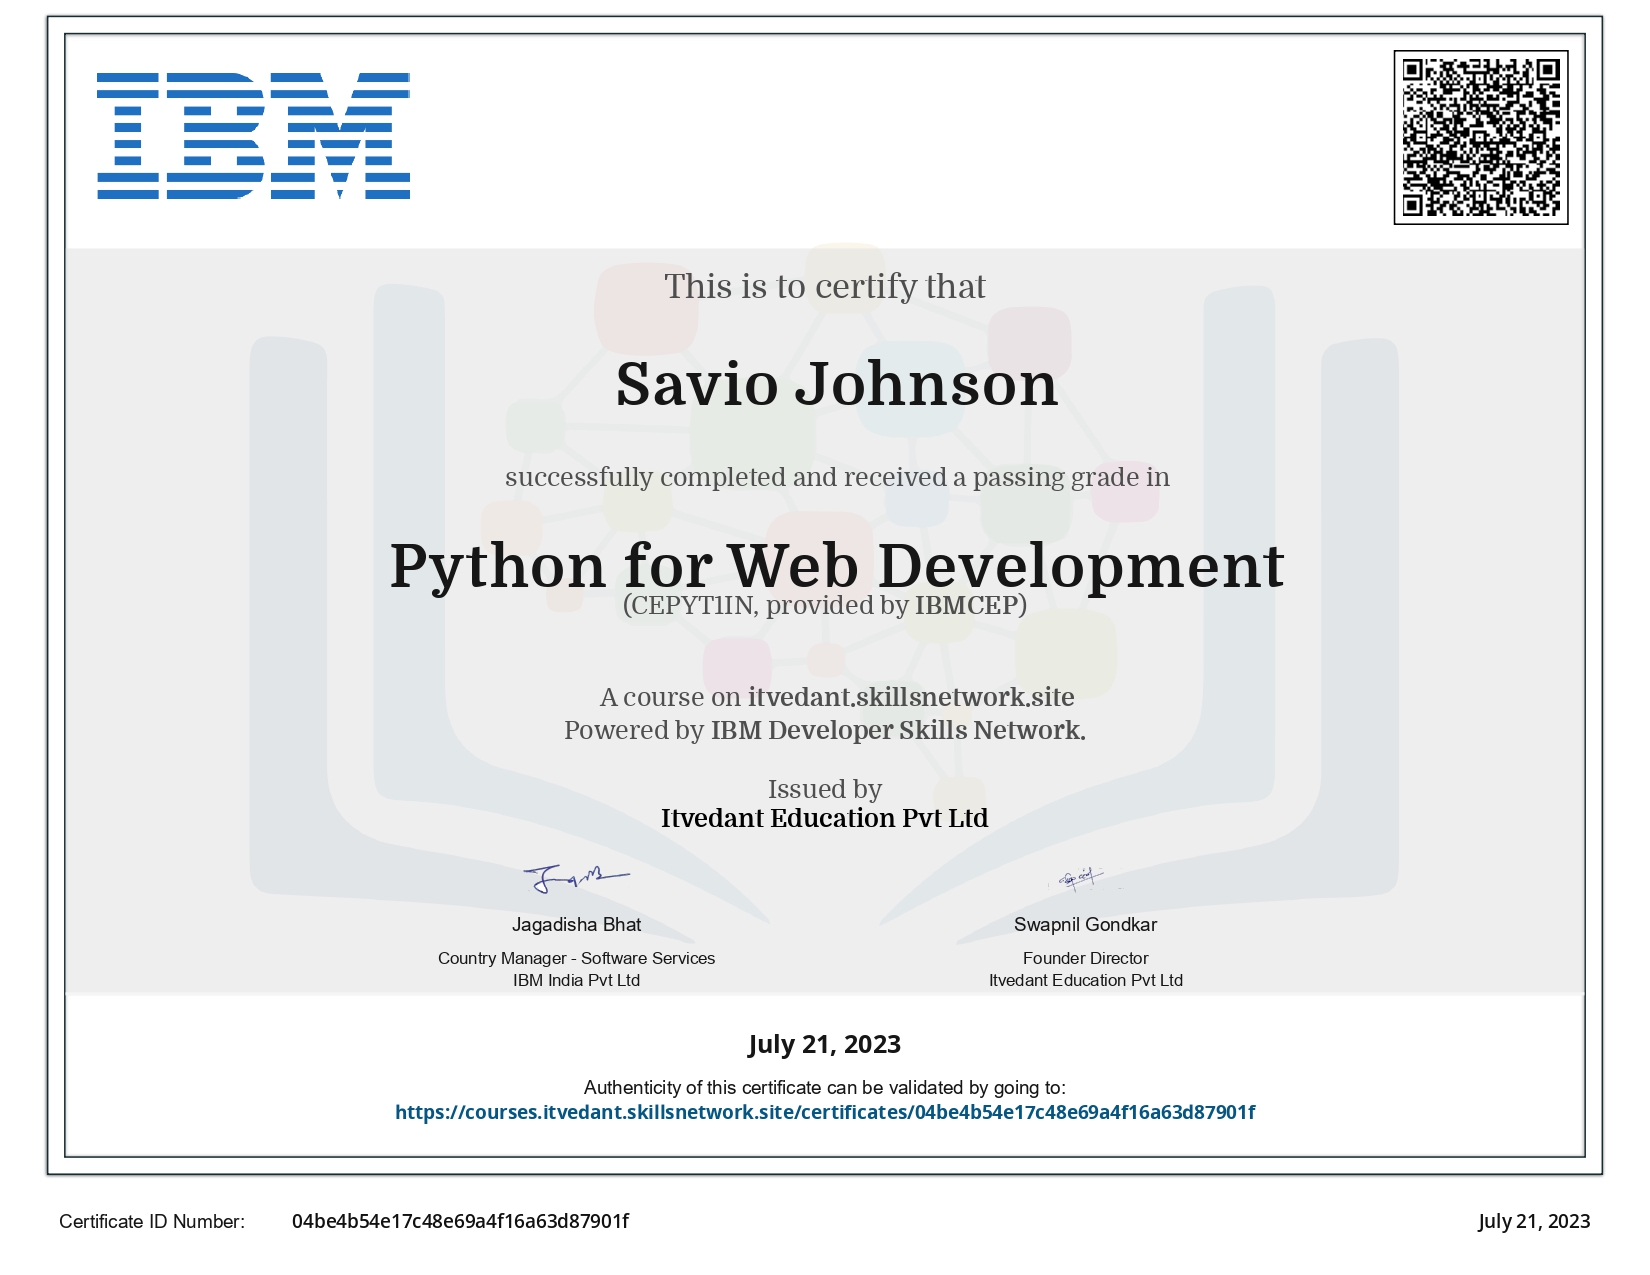 IBM
This is to certify that
Savio Johnson
successfully completed and received a passing grade in
Python for Web Development
(CEPYT1IN, provided by IBMCEP)
A course on itvedant.skillsnetwork.site
Powered by IBM Developer Skills Network.
Issued by
Itvedant Education Pvt Ltd
Jagadisha Bhat
Country Manager - Software Services
IBM India Pvt Ltd
Swapnil Gondkar
Founder Director
Itvedant Education Pvt Ltd
July 21, 2023
Authenticity of this certificate can be validated by going to:
https://courses.itvedant.skillsnetwork.site/certificates/04be4b54e17c48e69a4f16a63d87901f
Certificate ID Number: 04be4b54e17c48e69a4f16a63d87901f July 21, 2023